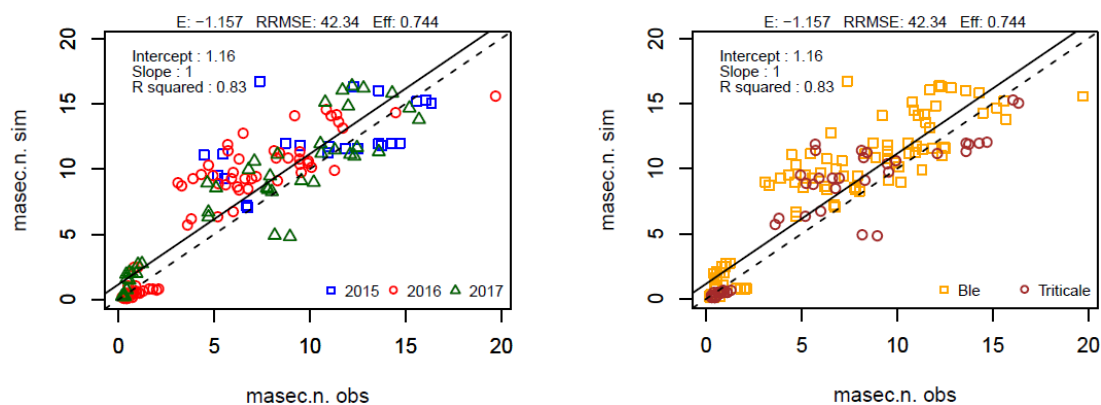 E: −1.157 RRMSE: 42.34 Eff: 0.744
Intercept : 1.16
Slope : 1
R squared : 0.83
masec.n. sim
20
15
10
5
0
2015 2016 2017
0 5 10 15 20
masec.n. obs
E: −1.157 RRMSE: 42.34 Eff: 0.744
Intercept : 1.16
Slope : 1
R squared : 0.83
masec.n. sim
20
15
10
5
0
Ble Triticale
0 5 10 15 20
masec.n. obs